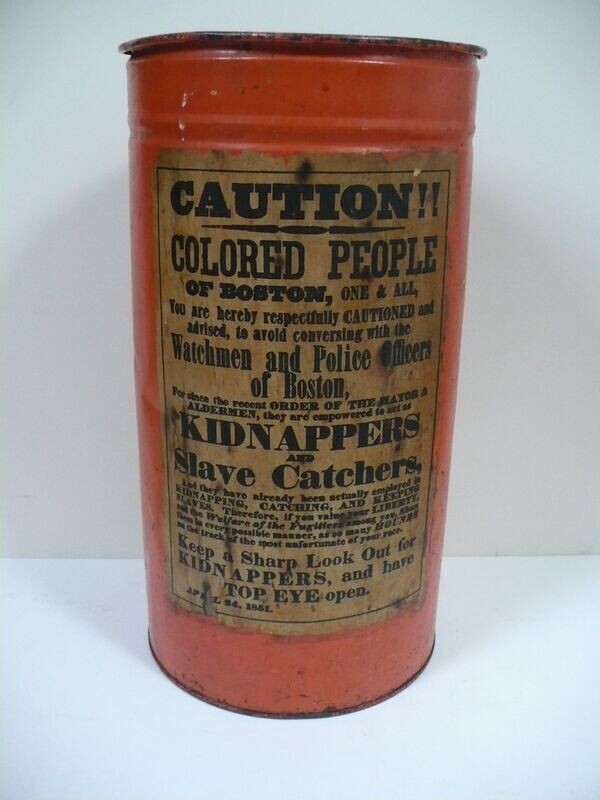 CAUTION!!
COLORED PEOPLE
OF BOSTON, ONE & ALL,
You are hereby respectfully CAUTIONED and
advised, to avoid conversing with the
Watchmen and Police Officers
of Boston,
For since the recent ORDER OF THE MAYOR &
ALDERMEN, they are empowered to act as
KIDNAPPERS
AND
Slave Catchers,
And they have already been actually employed in
KIDNAPPING, CATCHING, AND KEEPING
SLAVES. Therefore, if you value your LIBERTY,
and the Welfare of the Fugitives among you, Shun
them in every possible manner, as so many HOUNDS
on the track of the most unfortunate of your race.
Keep a Sharp Look Out for
KIDNAPPERS, and have
TOP EYE open.
APRIL 24, 1851.